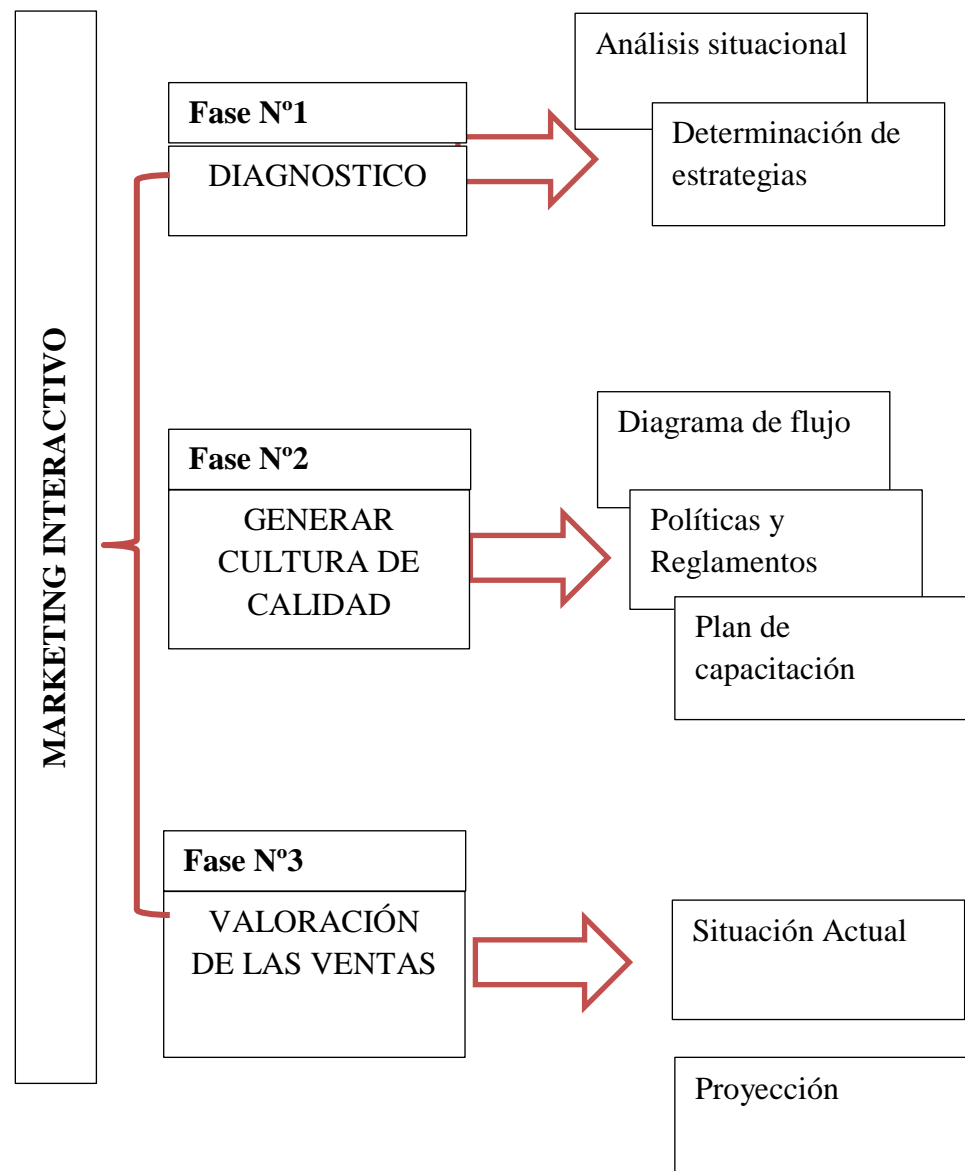 MARKETING INTERACTIVO
Fase Nº1
DIAGNOSTICO
Análisis situacional
Determinación de
estrategias
Fase Nº2
GENERAR
CULTURA DE
CALIDAD
Diagrama de flujo
Políticas y
Reglamentos
Plan de
capacitación
Fase Nº3
VALORACIÓN
DE LAS VENTAS
Situación Actual
Proyección